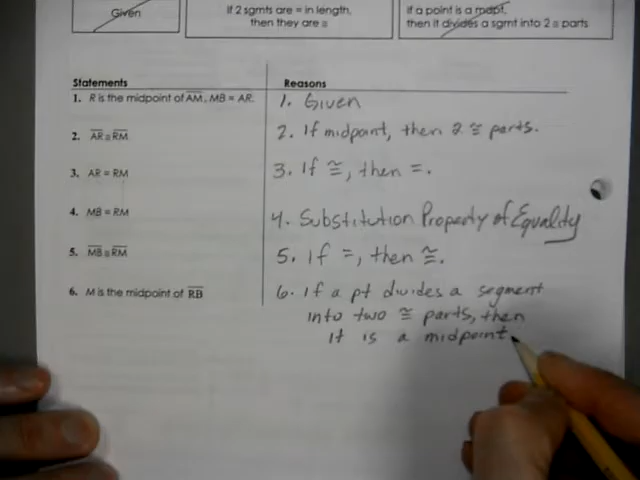 Given
If 2 sgmts are = in length,
then they are ≅
If a point is a mdpt,
then it divides a sgmt into 2 ≅ parts
Statements Reasons
1. R is the midpoint of AM, MB = AR. 1. Given
2. AR ≅ RM 2. If midpoint, then 2 ≅ parts.
3. AR = RM 3. If ≅, then =.
4. MB = RM 4. Substitution Property of Equality
5. MB ≅ RM 5. If =, then ≅.
6. M is the midpoint of RB 6. If a pt divides a segment
into two ≅ parts, then
it is a midpoint